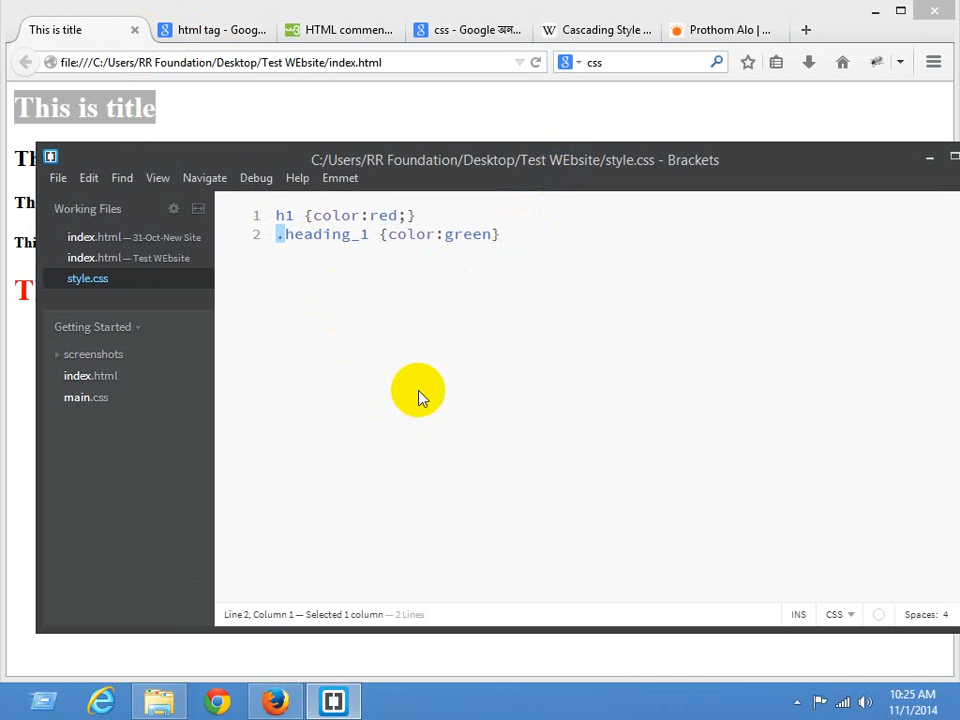 This is title
html tag - Goog...
HTML commen...
css - Google অন...
W Cascading Style ...
Prothom Alo | ...
file:///C:/Users/RR Foundation/Desktop/Test WEbsite/index.html
css
This is title
C:/Users/RR Foundation/Desktop/Test WEbsite/style.css - Brackets
File Edit Find View Navigate Debug Help Emmet
Working Files
index.html — 31-Oct-New Site
index.html — Test WEbsite
style.css
Getting Started
screenshots
index.html
main.css
1 h1 {color:red;}
2 .heading_1 {color:green}
Line 2, Column 1 — Selected 1 column — 2 Lines
INS CSS Spaces: 4
10:25 AM
11/1/2014